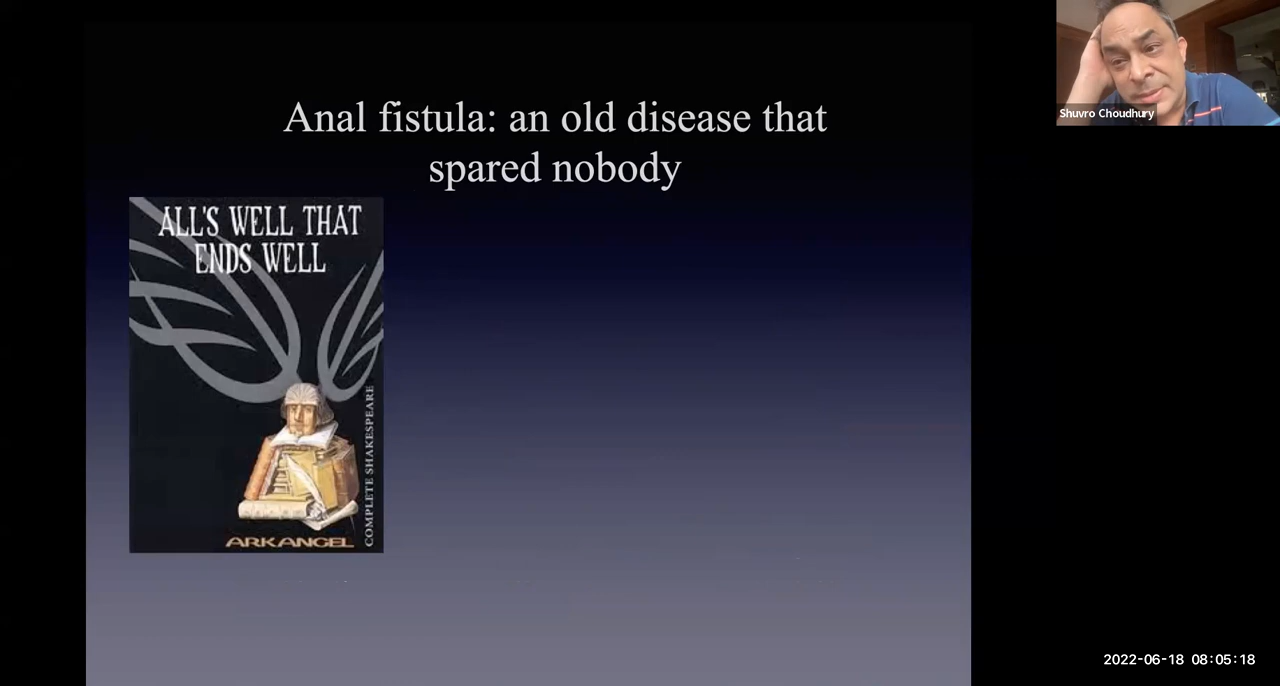 Anal fistula: an old disease that
spared nobody
ALL'S WELL THAT
ENDS WELL
COMPLETE SHAKESPEARE
ARKANGEL
Shuvro Choudhury
2022-06-18 08:05:18